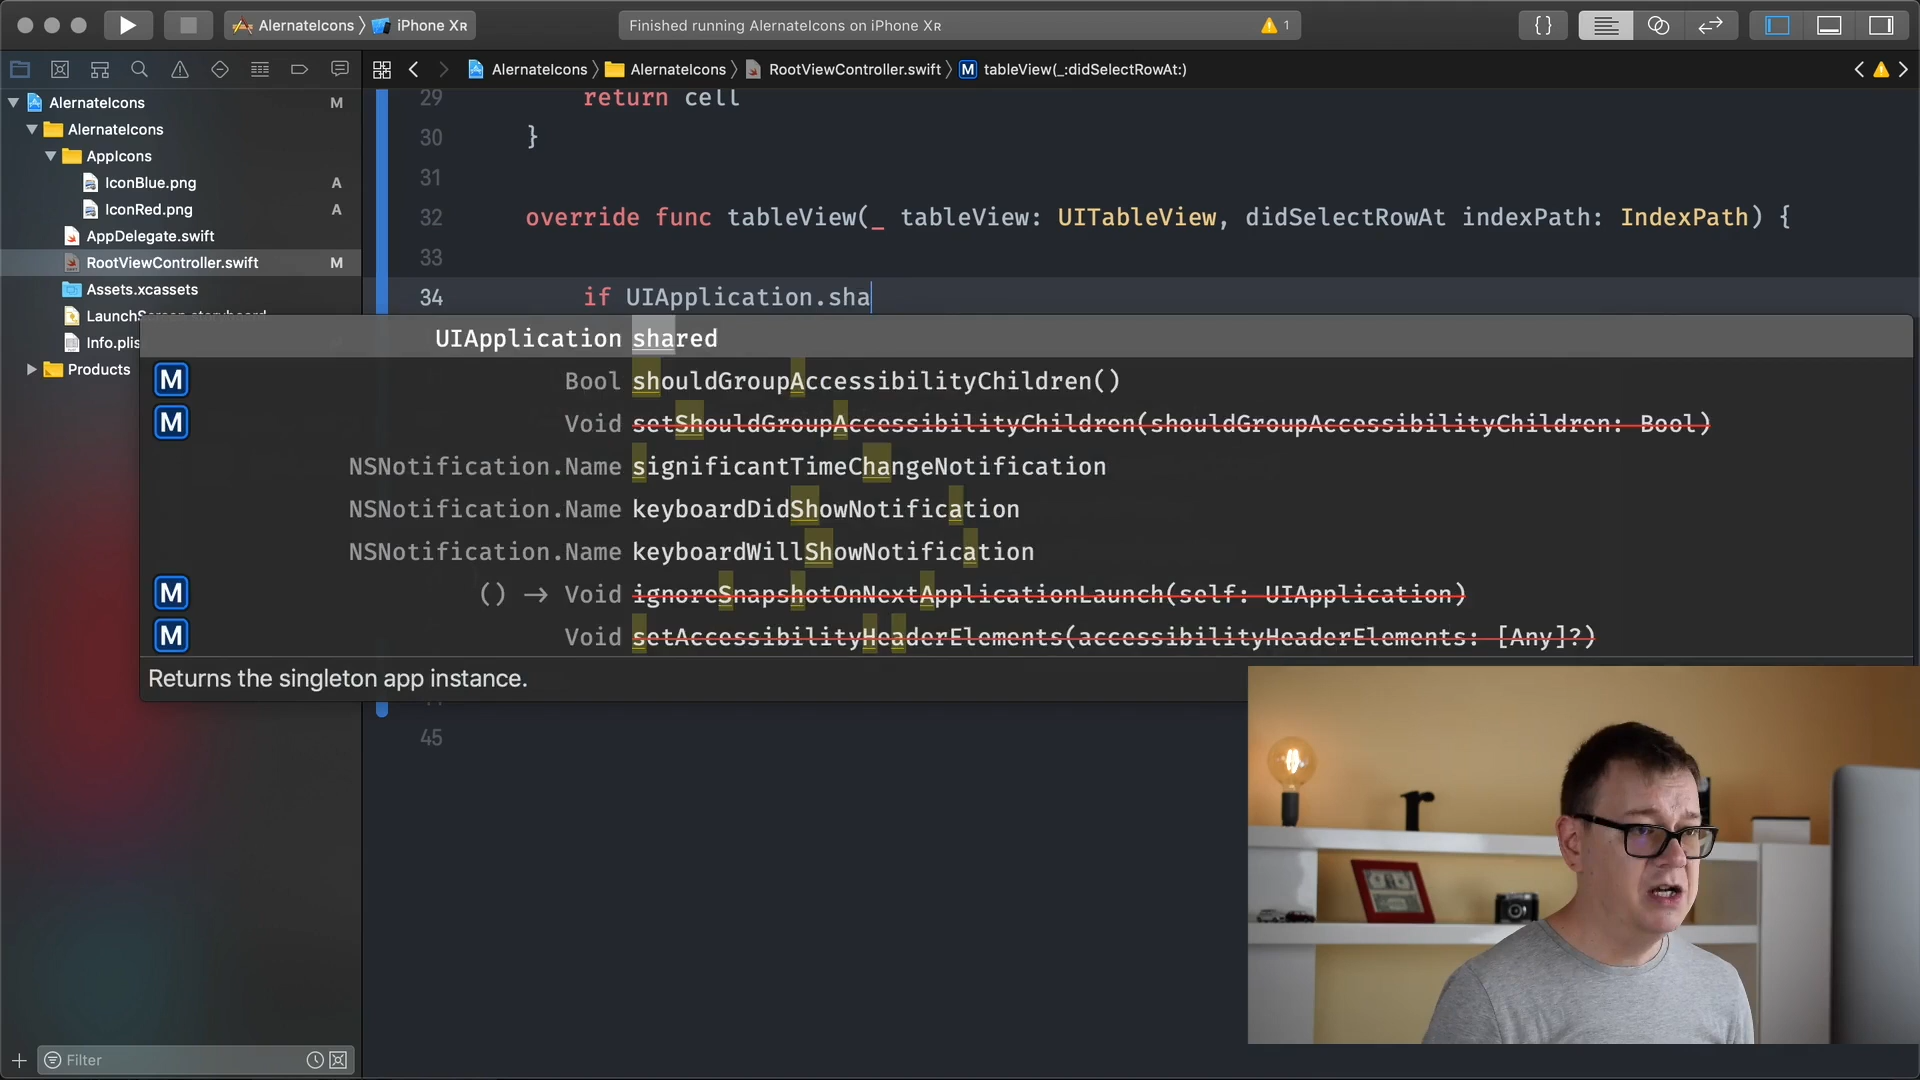 AlernateIcons 〉 iPhone XR
Finished running AlernateIcons on iPhone XR
1
{}
AlernateIcons 〉 AlernateIcons 〉 RootViewController.swift 〉 M tableView(_:didSelectRowAt:)
AlernateIcons M
AlernateIcons
AppIcons
IconBlue.png A
IconRed.png A
AppDelegate.swift
RootViewController.swift M
Assets.xcassets
LaunchScreen.storyboard
Info.plis
Products
29 return cell
30 }
31
32 override func tableView(_ tableView: UITableView, didSelectRowAt indexPath: IndexPath) {
33
34 if UIApplication.sha
UIApplication shared
M Bool shouldGroupAccessibilityChildren()
M Void setShouldGroupAccessibilityChildren(shouldGroupAccessibilityChildren: Bool)
NSNotification.Name significantTimeChangeNotification
NSNotification.Name keyboardDidShowNotification
NSNotification.Name keyboardWillShowNotification
M () → Void ignoreSnapshotOnNextApplicationLaunch(self: UIApplication)
M Void setAccessibilityHeaderElements(accessibilityHeaderElements: [Any]?)
Returns the singleton app instance.
45
Filter